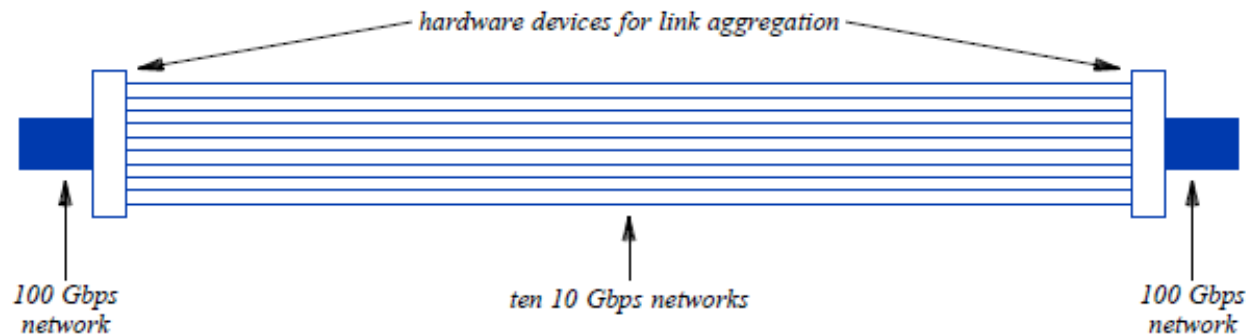 hardware devices for link aggregation
100 Gbps
network
ten 10 Gbps networks
100 Gbps
network